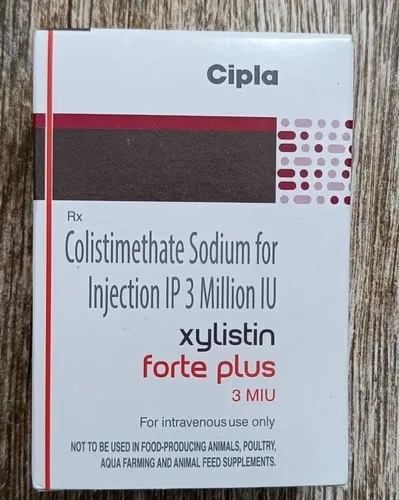 Cipla
Rx
Colistimethate Sodium for
Injection IP 3 Million IU
xylistin
forte plus
3 MIU
For intravenous use only
NOT TO BE USED IN FOOD-PRODUCING ANIMALS, POULTRY,
AQUA FARMING AND ANIMAL FEED SUPPLEMENTS.